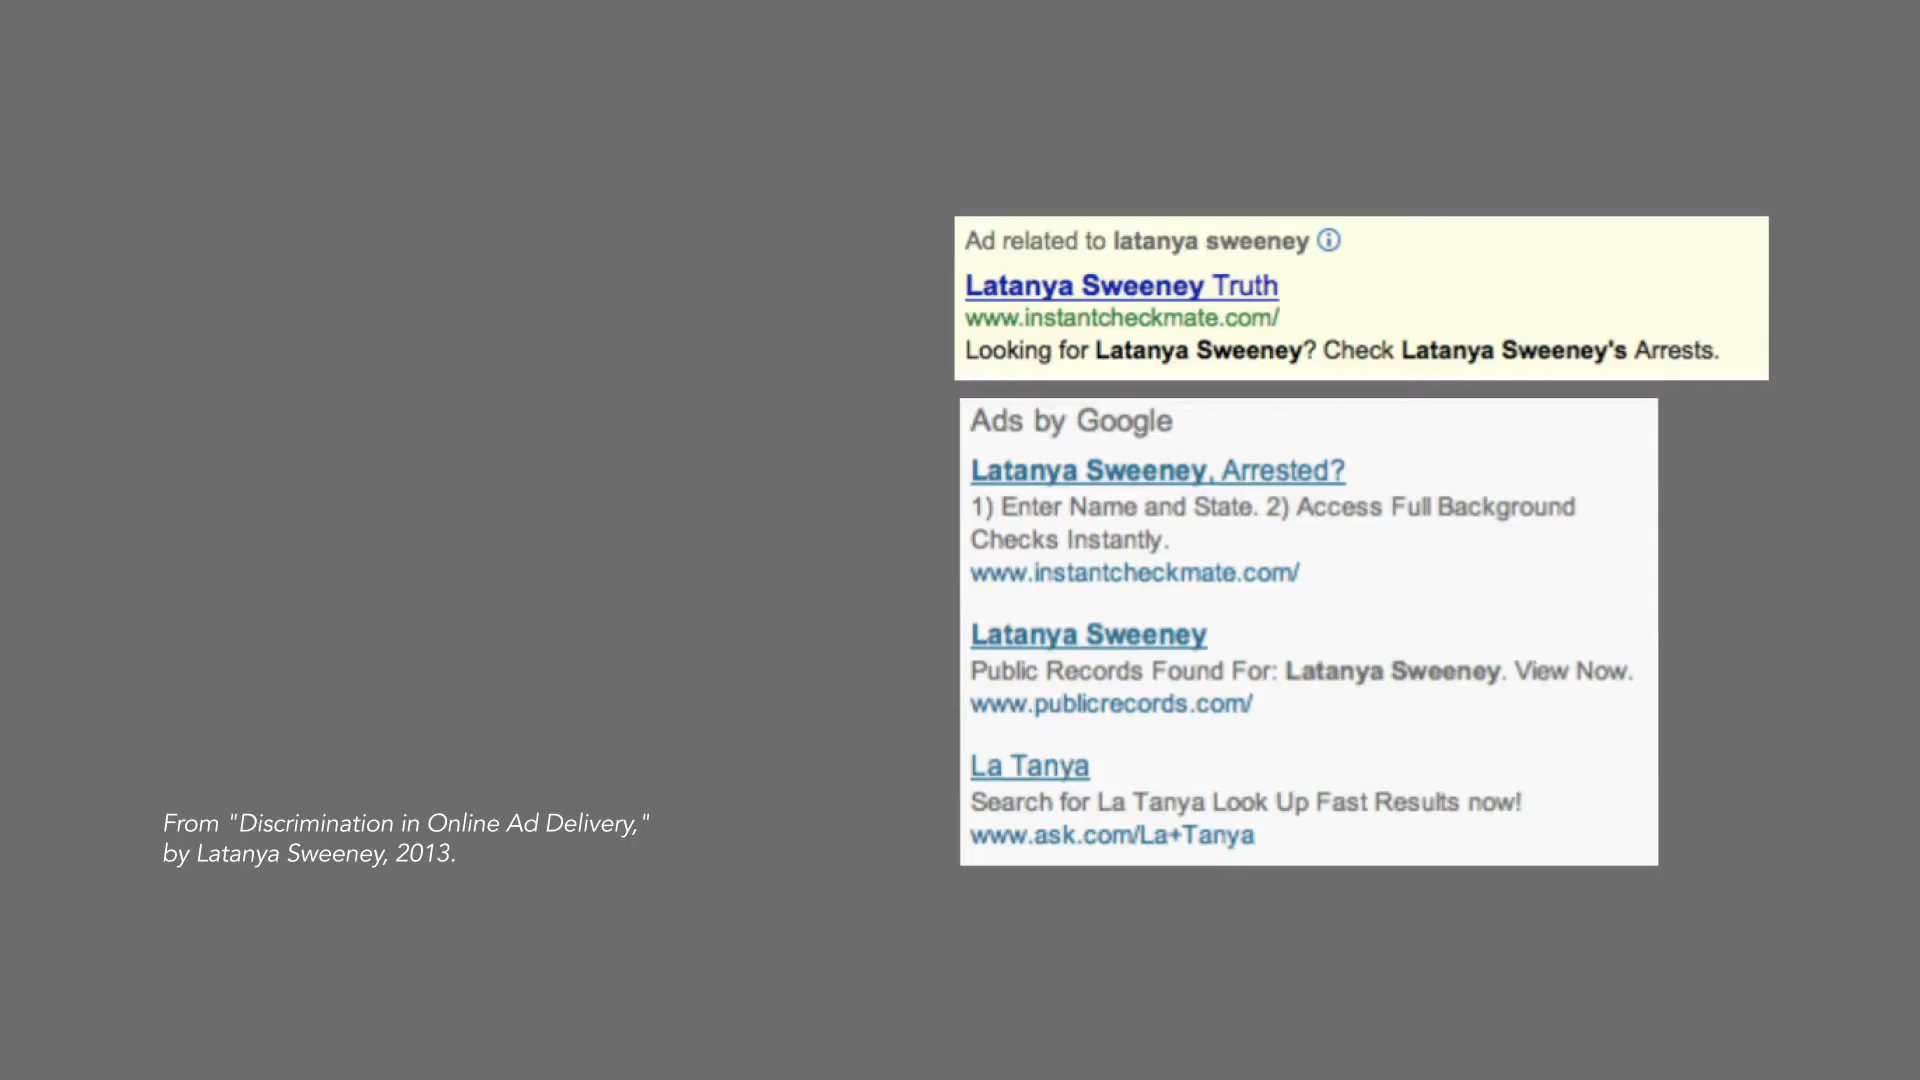 Ad related to latanya sweeney
Latanya Sweeney Truth
www.instantcheckmate.com/
Looking for Latanya Sweeney? Check Latanya Sweeney's Arrests.
Ads by Google
Latanya Sweeney, Arrested?
1) Enter Name and State. 2) Access Full Background
Checks Instantly.
www.instantcheckmate.com/
Latanya Sweeney
Public Records Found For: Latanya Sweeney. View Now.
www.publicrecords.com/
La Tanya
Search for La Tanya Look Up Fast Results now!
www.ask.com/La+Tanya
From "Discrimination in Online Ad Delivery,"
by Latanya Sweeney, 2013.